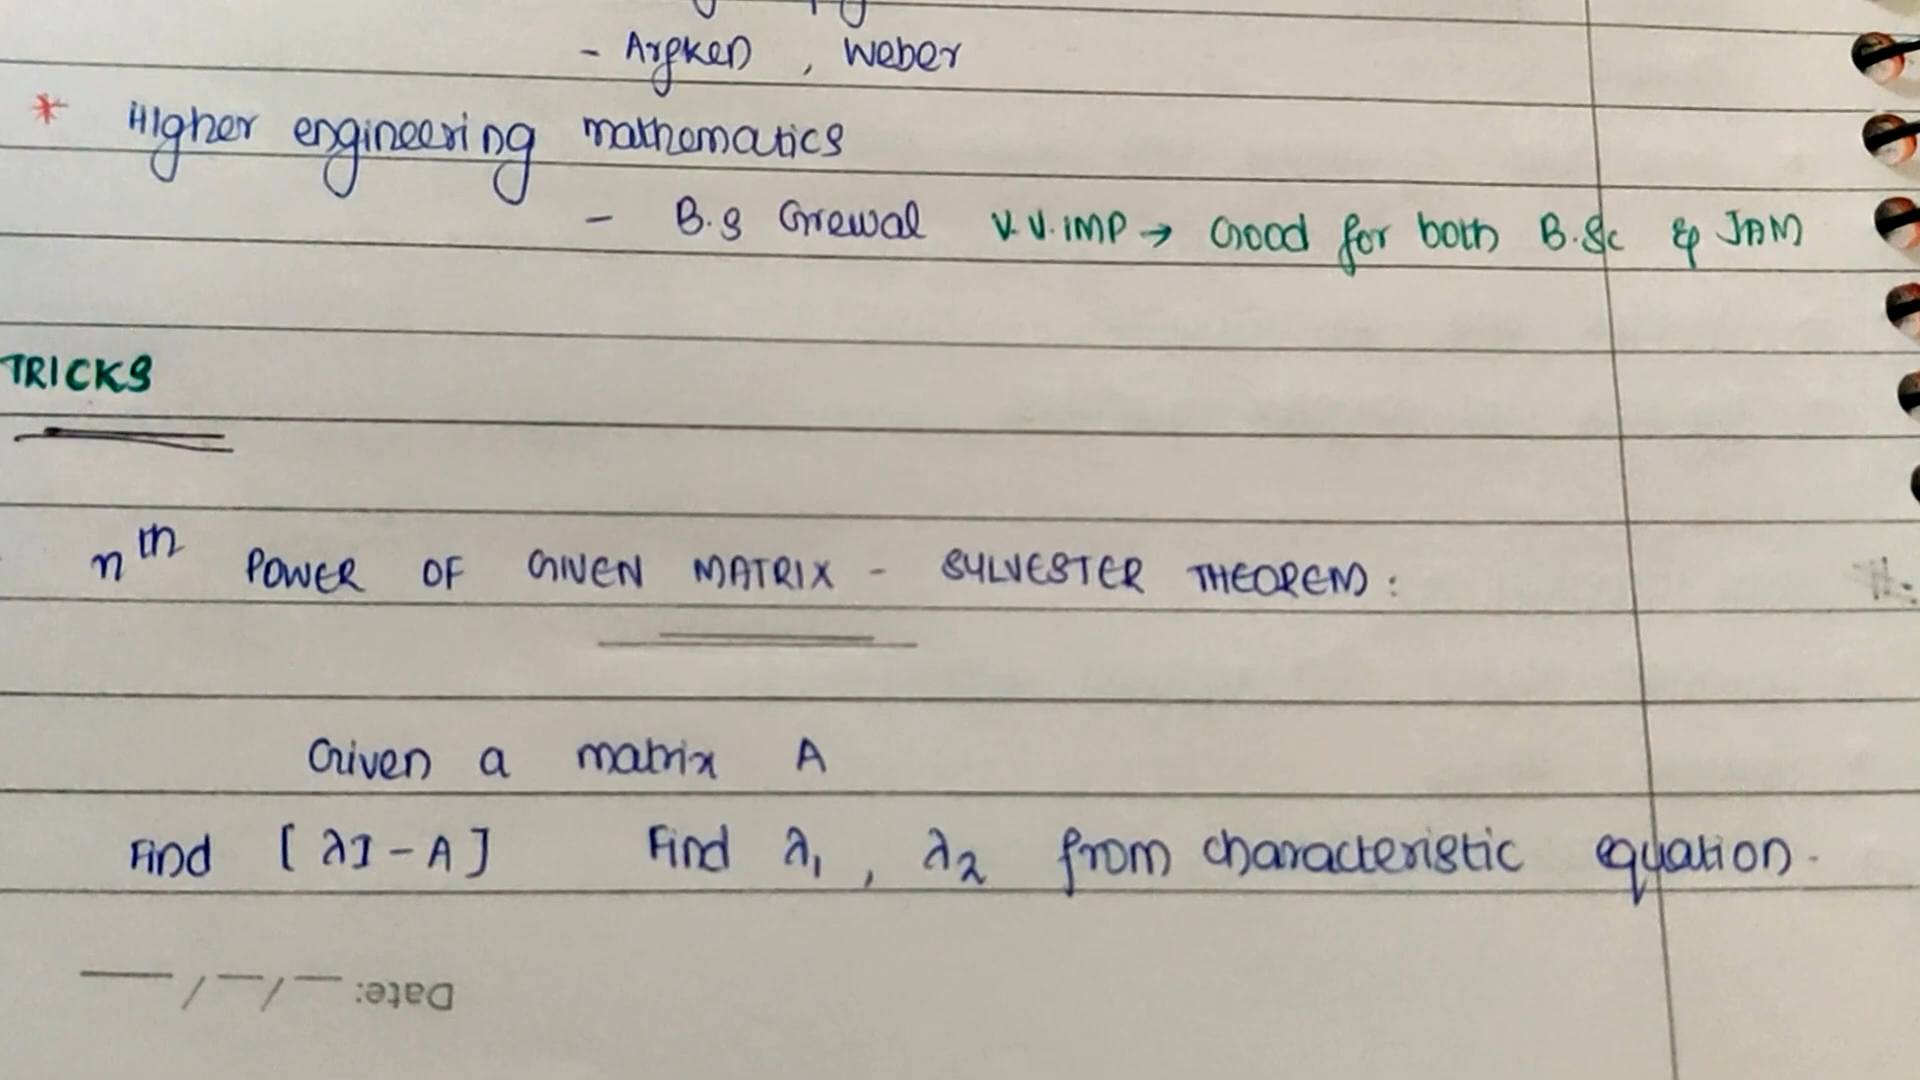 - Arfken , Weber
* Higher engineering mathematics
- B.S Grewal V.V.IMP → Good for both B.Sc & JAM
TRICKS
nth POWER OF GIVEN MATRIX - SYLVESTER THEOREM :
Given a matrix A
Find [ λI - A ] Find λ1 , λ2 from characteristic equation.
Date: __/__/__